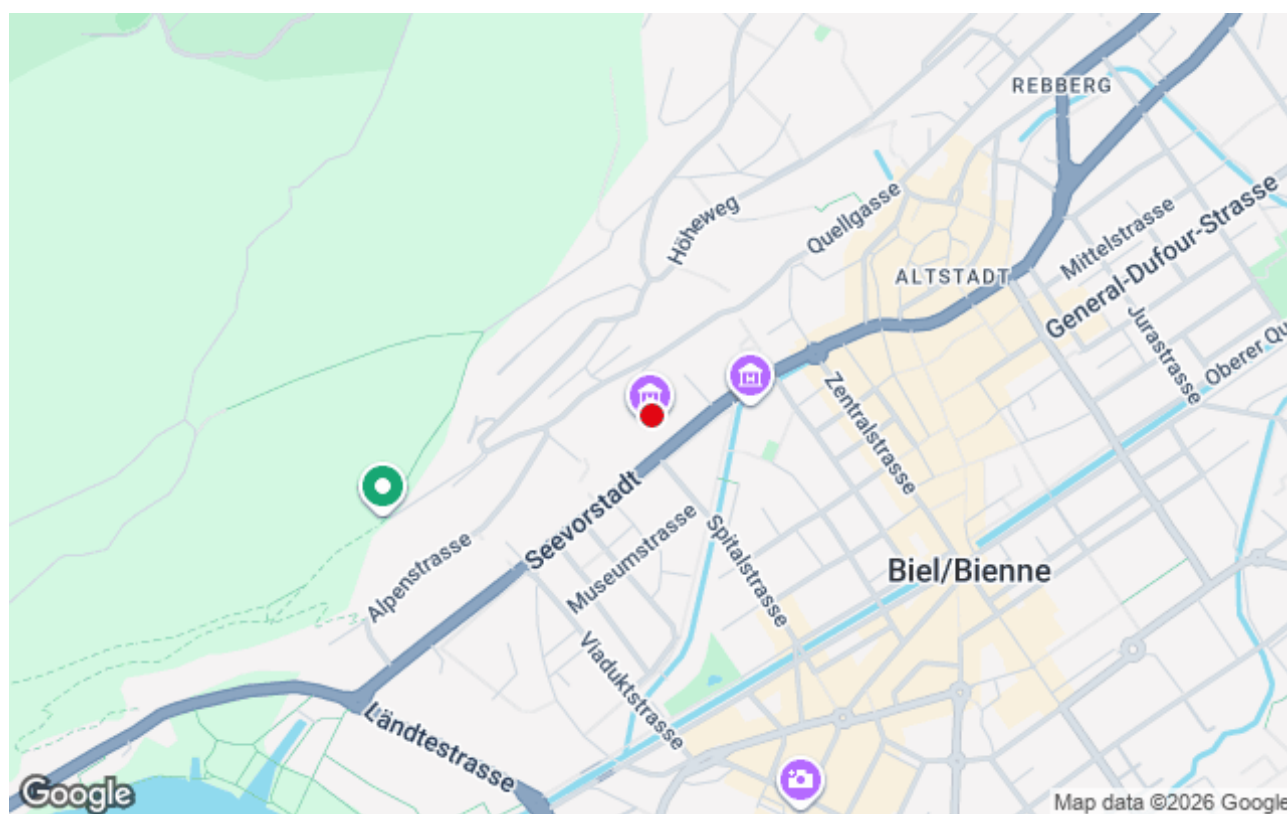 REBBERG
Höheweg
Quellgasse
Mittelstrasse
General-Dufour-Strasse
ALTSTADT
Jurastrasse
Oberer Qu
Zentralstrasse
Seevorstadt
Spitalstrasse
Museumstrasse
Biel/Bienne
Alpenstrasse
Viaduktstrasse
Ländtestrasse
Google
Map data ©2026 Google